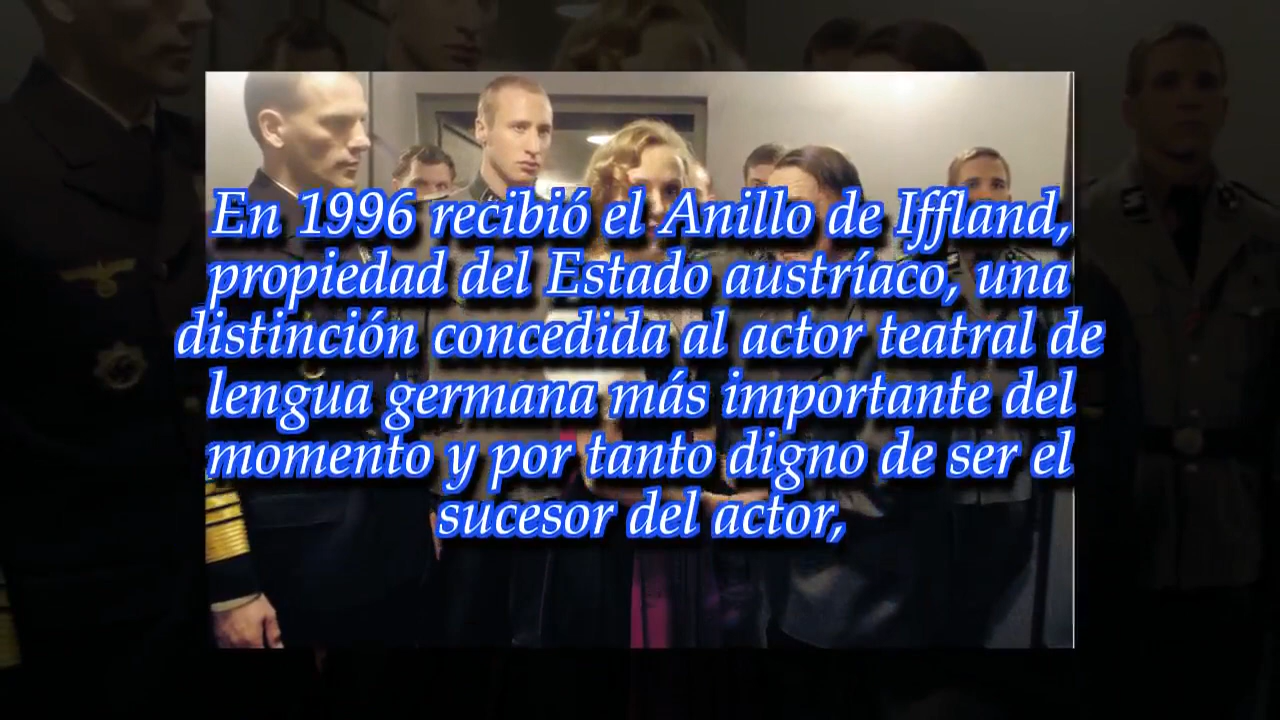 En 1996 recibió el Anillo de Iffland,
propiedad del Estado austríaco, una
distinción concedida al actor teatral de
lengua germana más importante del
momento y por tanto digno de ser el
sucesor del actor,